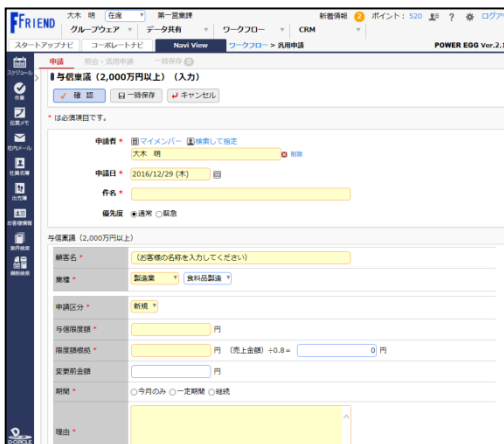 FRIEND
大木 明 在席 第一営業課 新着情報 2 ポイント: 520 ? ログア
グループウェア データ共有 ワークフロー CRM
スタートアップナビ コーポレートナビ Navi View ワークフロー > 汎用申請 POWER EGG Ver.2.
申請 照会・汎用申請 一時保存 0
スケジュール
与信稟議(2,000万円以上)(入力)
作業
確 認 一時保存 キャンセル
伝言メモ
* は必須項目です。
社内メール
申請者 * マイメンバー 検索して指定
社員名簿
大木 明 削除
申請日 * 2016/12/29 (木)
件名 *
お客様情報
優先度 通常 緊急
案件検索
与信稟議(2,000万円以上)
顧客名 * (お客様の名称を入力してください)
業種 * 製造業 食料品製造
申請区分 * 新規
与信限度額 * 円
限度額根拠 * 円 (売上金額)÷0.8= 0 円
変更前金額 円
期間 * 今月のみ 一定期間 継続
理由 *
D-CIRCLE